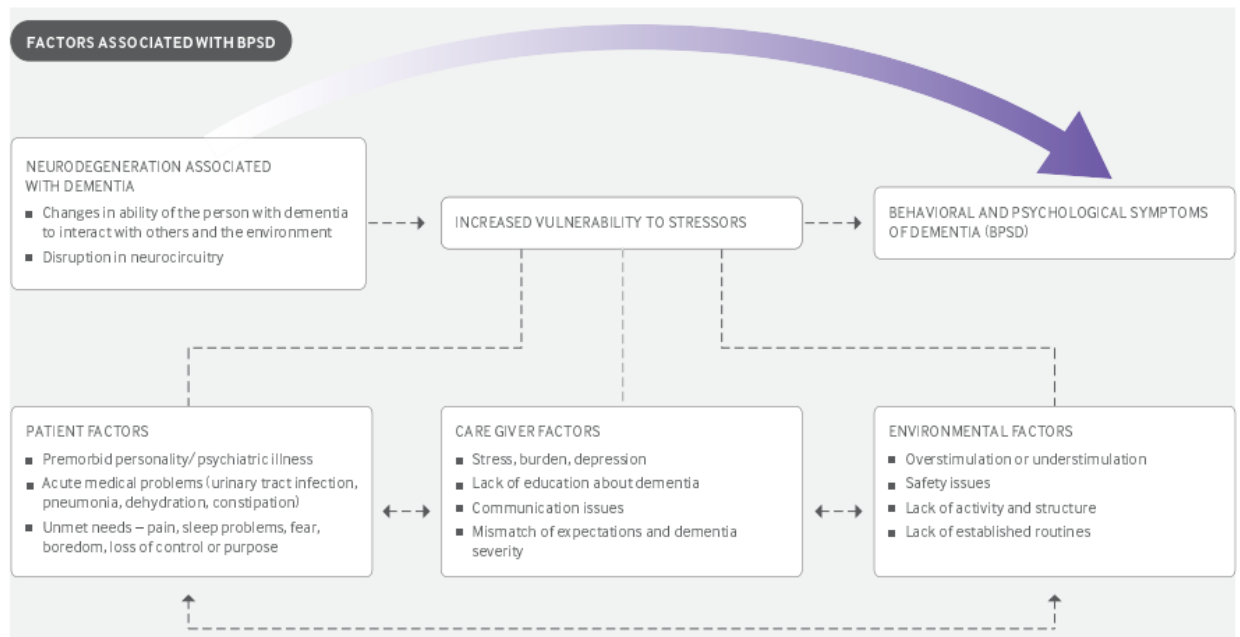 FACTORS ASSOCIATED WITH BPSD
NEURODEGENERATION ASSOCIATED
WITH DEMENTIA
■ Changes in ability of the person with dementia
to interact with others and the environment
■ Disruption in neurocircuitry
INCREASED VULNERABILITY TO STRESSORS
BEHAVIORAL AND PSYCHOLOGICAL SYMPTOMS
OF DEMENTIA (BPSD)
PATIENT FACTORS
■ Premorbid personality/psychiatric illness
■ Acute medical problems (urinary tract infection,
pneumonia, dehydration, constipation)
■ Unmet needs – pain, sleep problems, fear,
boredom, loss of control or purpose
CARE GIVER FACTORS
■ Stress, burden, depression
■ Lack of education about dementia
■ Communication issues
■ Mismatch of expectations and dementia
severity
ENVIRONMENTAL FACTORS
■ Overstimulation or understimulation
■ Safety issues
■ Lack of activity and structure
■ Lack of established routines